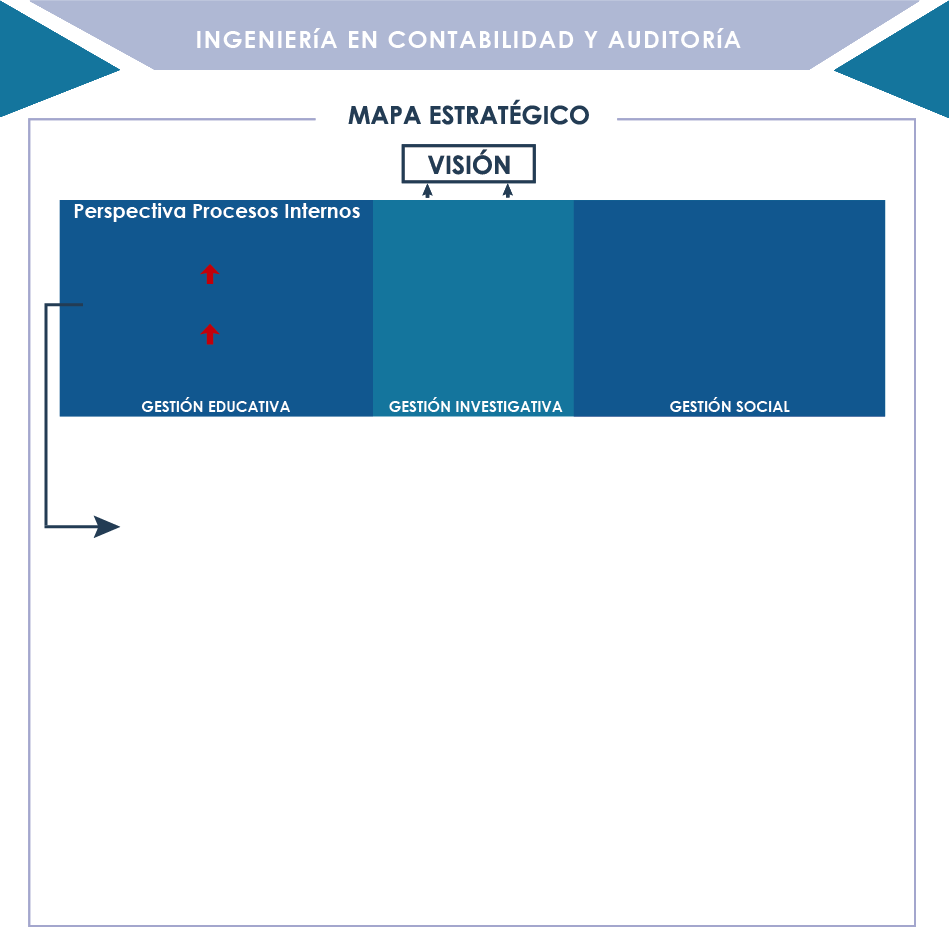 INGENIERíA EN CONTABILIDAD Y AUDITORíA
MAPA ESTRATÉGICO
VISIÓN
Perspectiva Procesos Internos
GESTIÓN EDUCATIVA
GESTIÓN INVESTIGATIVA
GESTIÓN SOCIAL